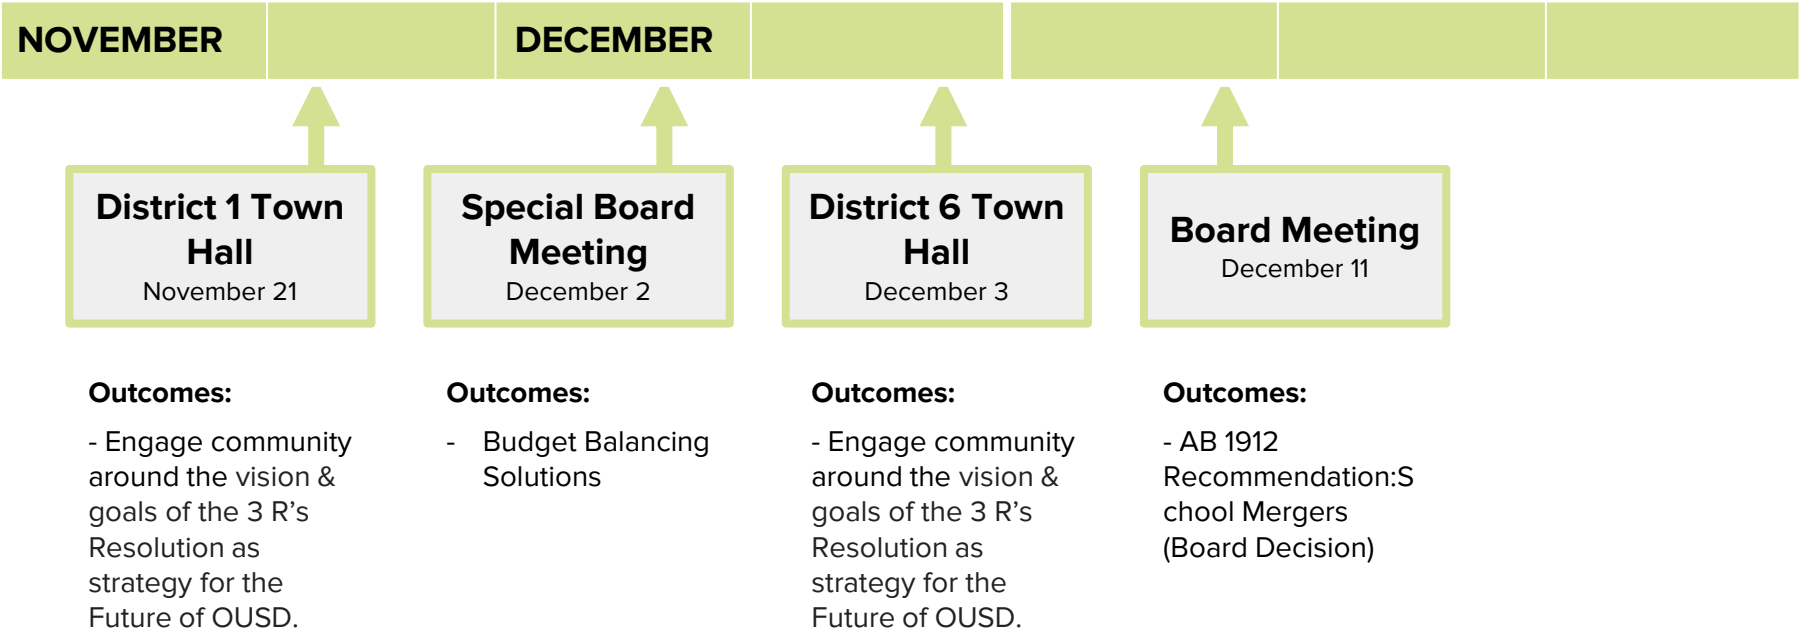 NOVEMBER
DECEMBER
District 1 Town
Hall
November 21
Special Board
Meeting
December 2
District 6 Town
Hall
December 3
Board Meeting
December 11
Outcomes:
- Engage community
around the vision &
goals of the 3 R’s
Resolution as
strategy for the
Future of OUSD.
Outcomes:
- Budget Balancing
Solutions
Outcomes:
- Engage community
around the vision &
goals of the 3 R’s
Resolution as
strategy for the
Future of OUSD.
Outcomes:
- AB 1912
Recommendation:S
chool Mergers
(Board Decision)